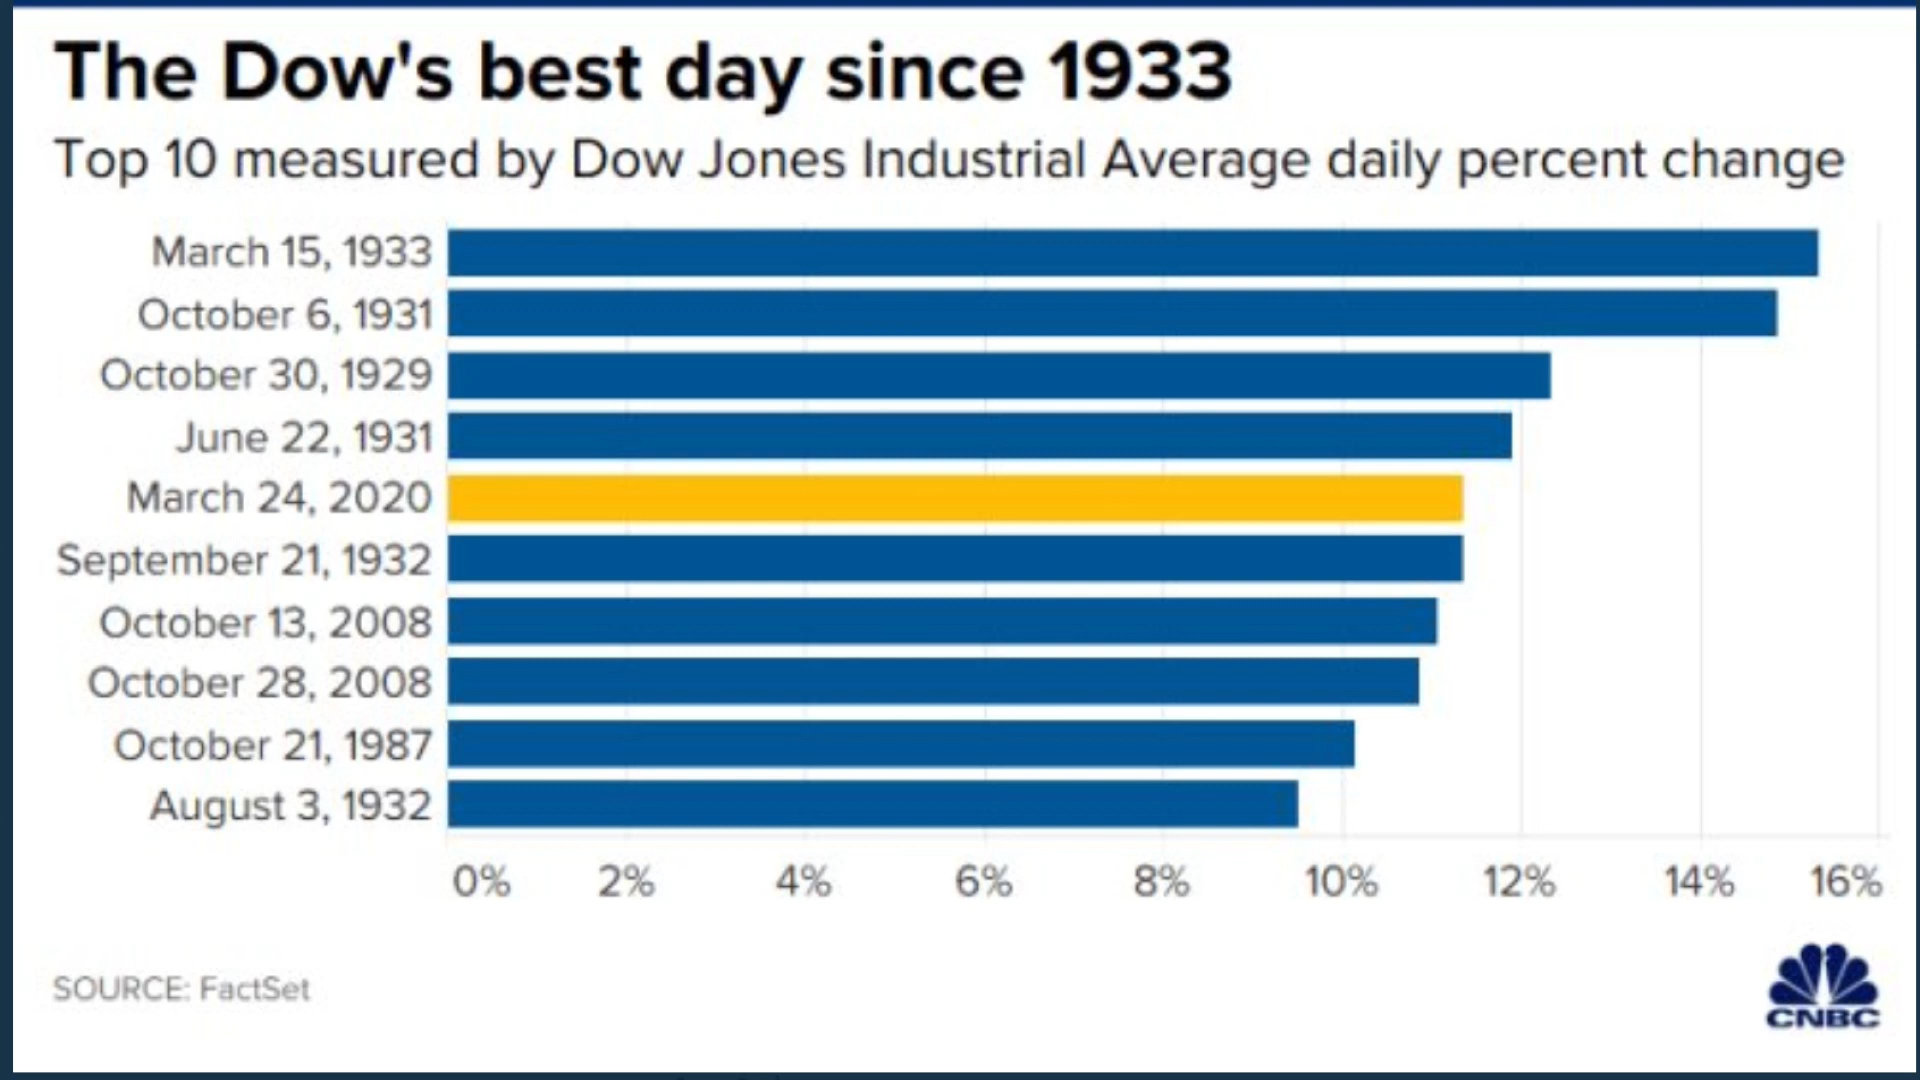 The Dow's best day since 1933
Top 10 measured by Dow Jones Industrial Average daily percent change
March 15, 1933
October 6, 1931
October 30, 1929
June 22, 1931
March 24, 2020
September 21, 1932
October 13, 2008
October 28, 2008
October 21, 1987
August 3, 1932
0% 2% 4% 6% 8% 10% 12% 14% 16%
SOURCE: FactSet
CNBC